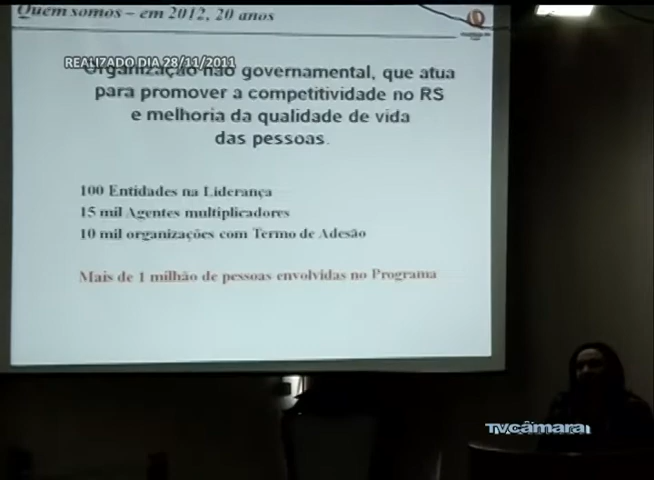 Quem somos – em 2012, 20 anos
REALIZADO DIA 28/11/2011
Organização não governamental, que atua
para promover a competitividade no RS
e melhoria da qualidade de vida
das pessoas.
100 Entidades na Liderança
15 mil Agentes multiplicadores
10 mil organizações com Termo de Adesão
Mais de 1 milhão de pessoas envolvidas no Programa
TVcâmara